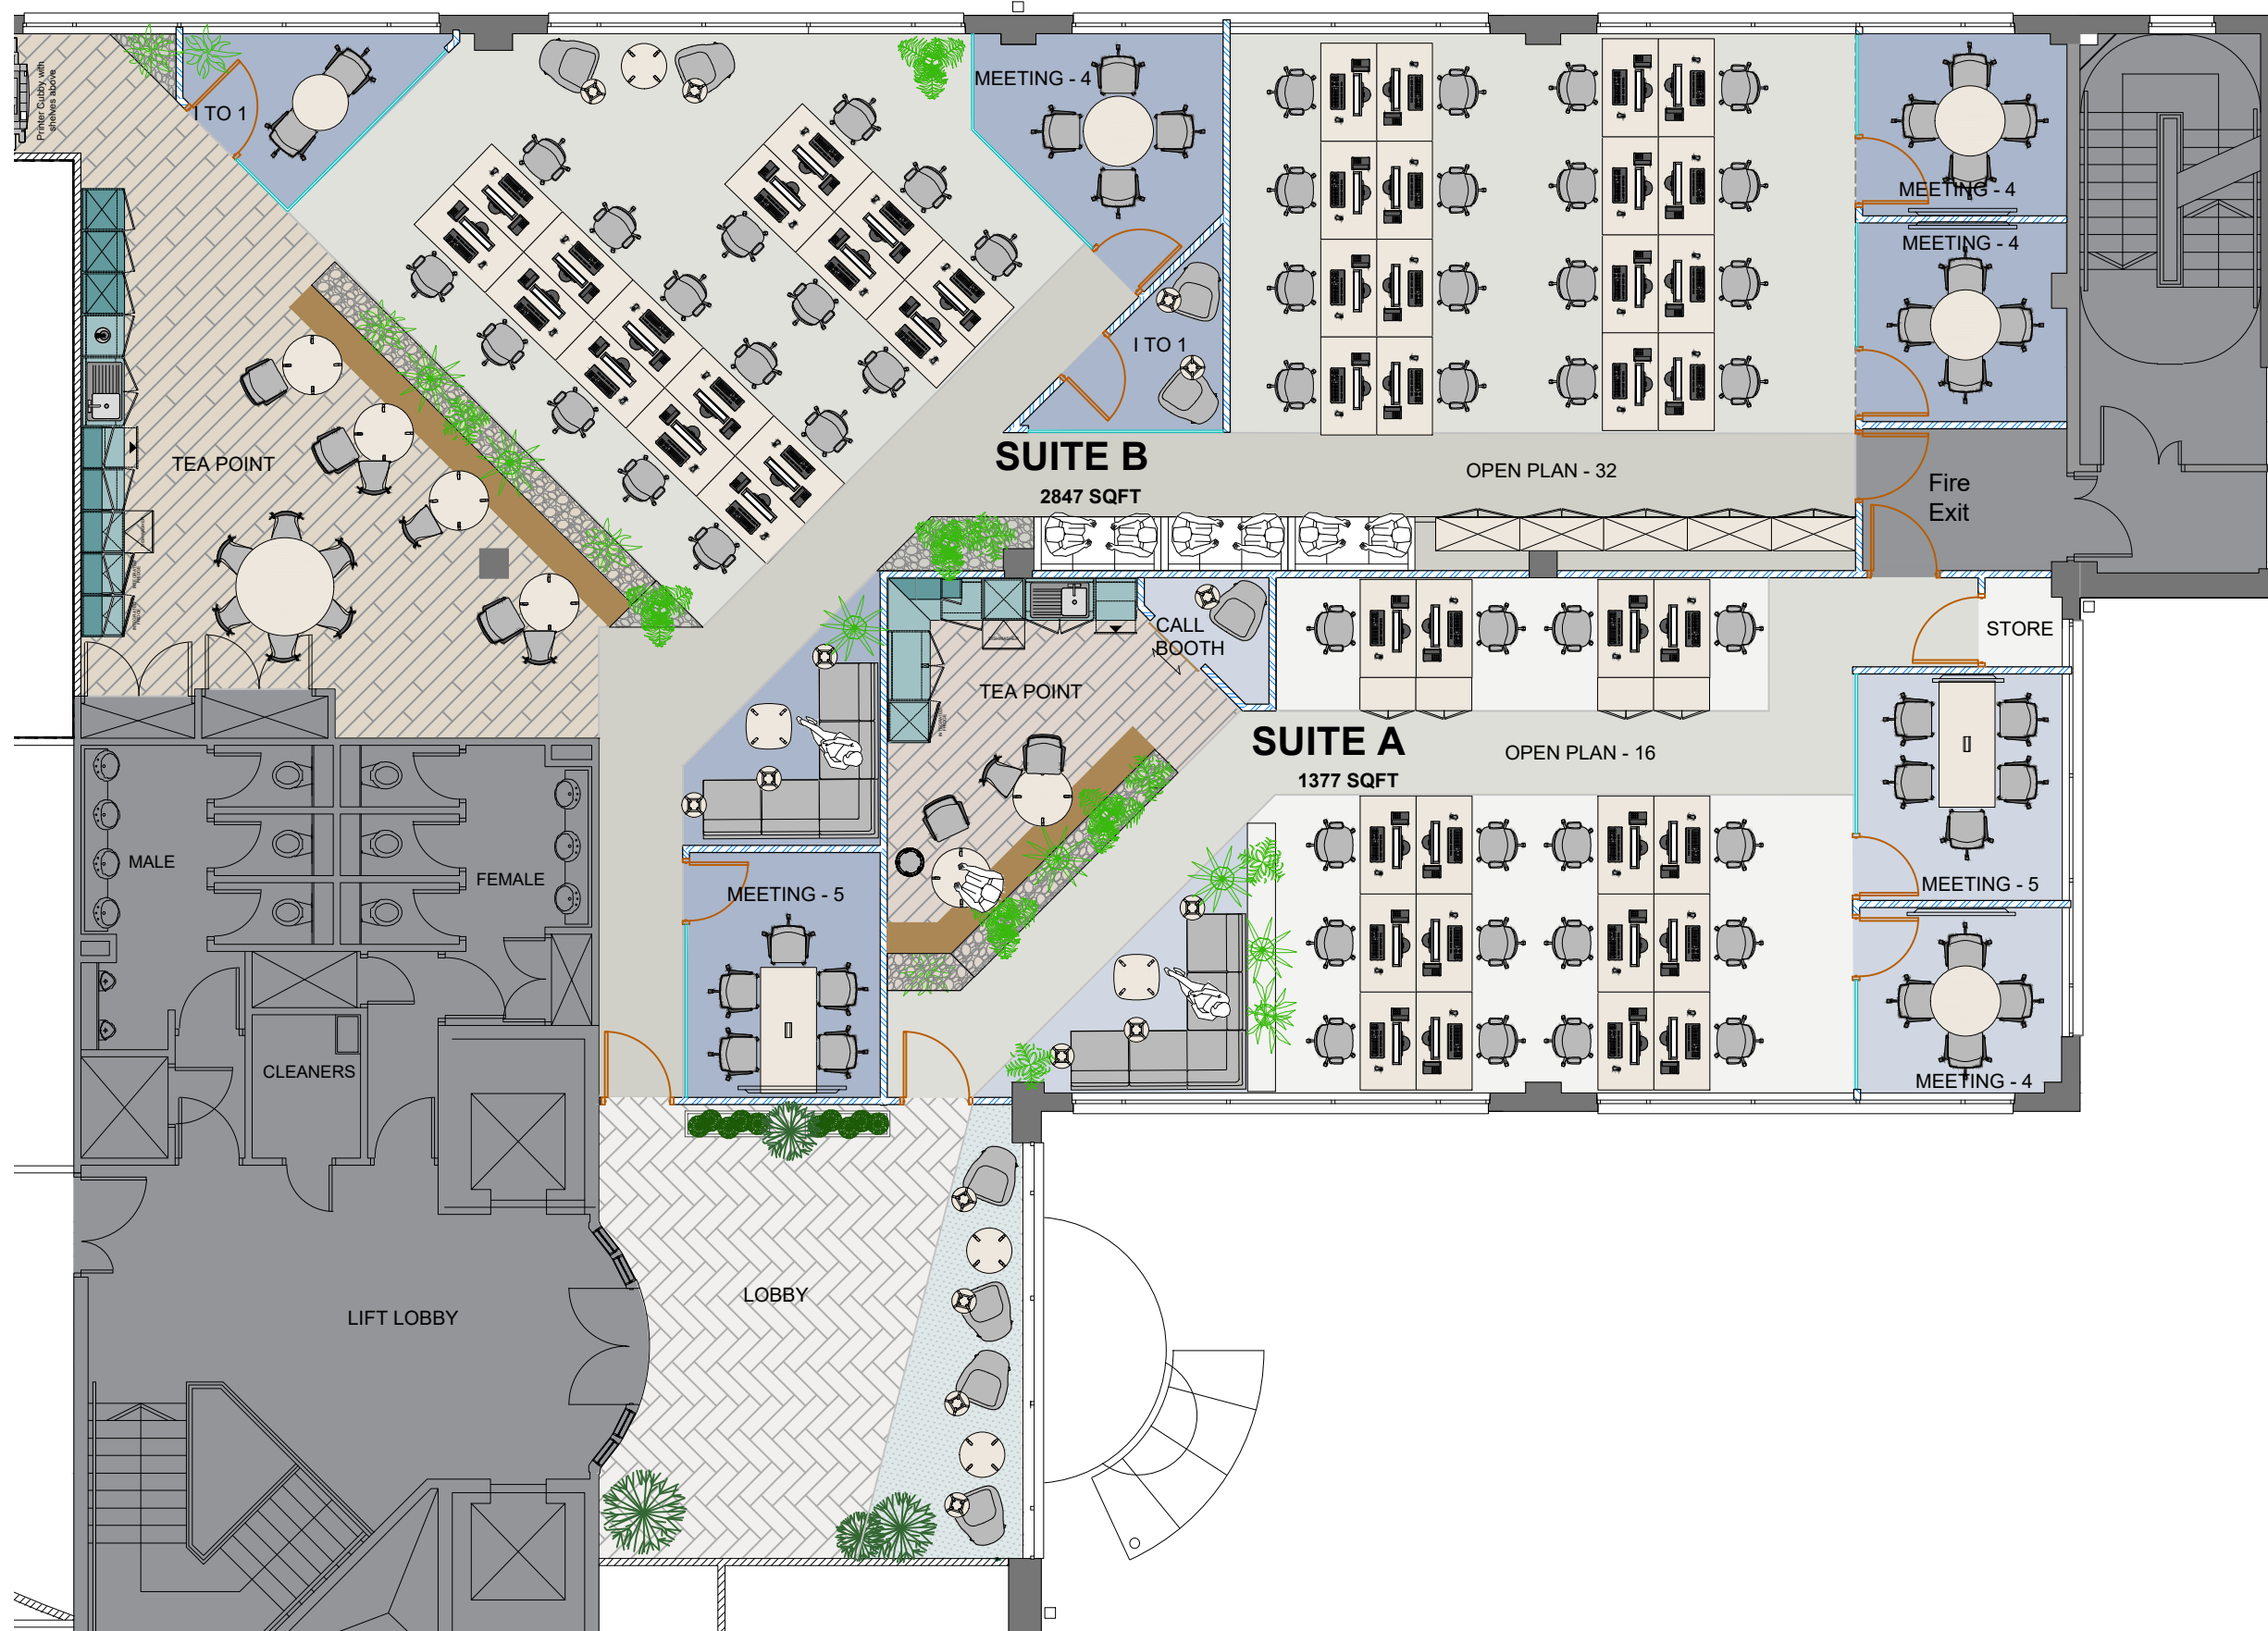 Printer Cubby with
shelves above
I TO 1
MEETING - 4
MEETING - 4
MEETING - 4
I TO 1
TEA POINT
SUITE B
2847 SQFT
OPEN PLAN - 32
Fire
Exit
CALL
BOOTH
STORE
TEA POINT
SUITE A
1377 SQFT
OPEN PLAN - 16
MALE
FEMALE
MEETING - 5
MEETING - 5
CLEANERS
MEETING - 4
LOBBY
LIFT LOBBY